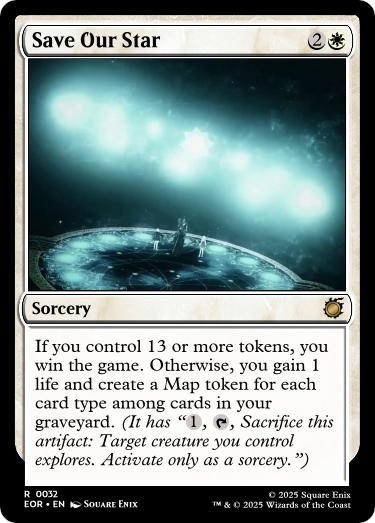 Save Our Star 2
Sorcery
If you control 13 or more tokens, you
win the game. Otherwise, you gain 1
life and create a Map token for each
card type among cards in your
graveyard. (It has “1, , Sacrifice this
artifact: Target creature you control
explores. Activate only as a sorcery.”)
R 0032
EOR • EN SQUARE ENIX
© 2025 Square Enix
™ & © 2025 Wizards of the Coast